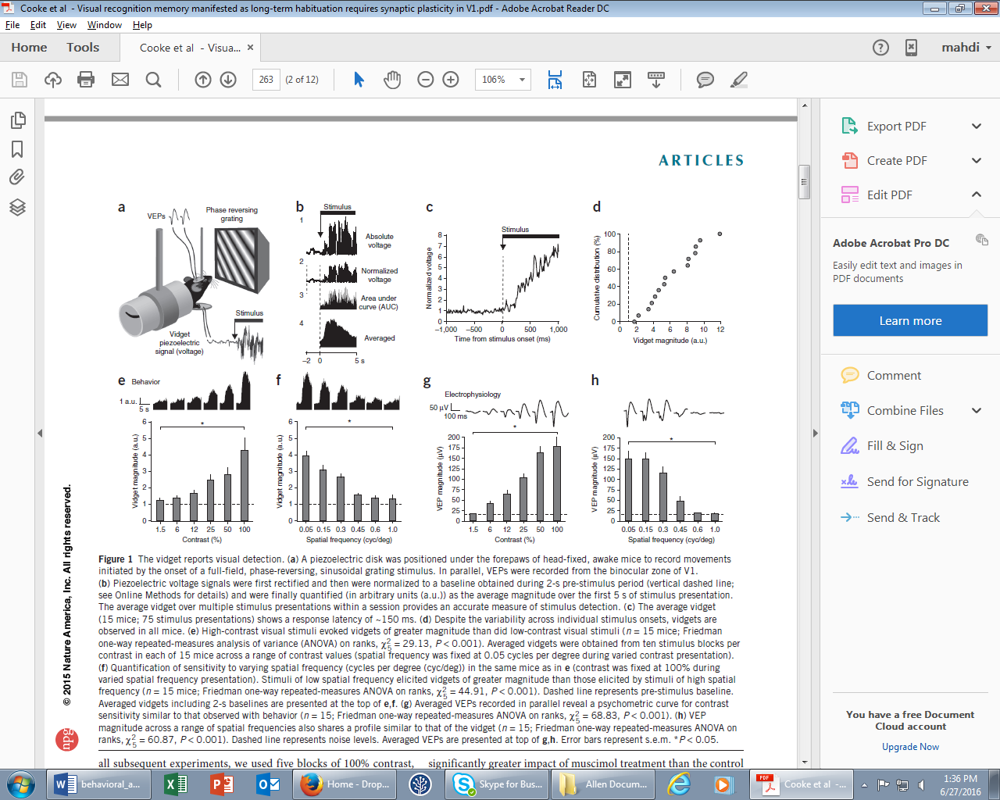 Cooke et al  - Visual recognition memory manifested as long-term habituation requires synaptic plasticity in V1.pdf - Adobe Acrobat Reader DC
File Edit View Window Help
Home Tools Cooke et al  - Visua... × mahdi
263 (2 of 12) 106%
Export PDF
Create PDF
Edit PDF
Adobe Acrobat Pro DC
Easily edit text and images in
PDF documents
Learn more
Comment
Combine Files
Fill & Sign
Send for Signature
Send & Track
You have a free Document
Cloud account
Upgrade Now
ARTICLES
© 2015 Nature America, Inc. All rights reserved.
npg
a
VEPs
Phase reversing
grating
Stimulus
Vidget
piezoelectric
signal (voltage)
b
Stimulus
1
Absolute
voltage
2
Normalized
voltage
3
Area under
curve (AUC)
4
Averaged
–2 0 5 s
c
Stimulus
Normalized voltage
8
7
6
5
4
3
2
1
0
–1,000 –500 0 500 1,000
Time from stimulus onset (ms)
d
Cumulative distribution (%)
100
80
60
40
20
0
0 2 4 6 8 10 12
Vidget magnitude (a.u.)
e
Behavior
1 a.u.
5 s
Vidget magnitude (a.u.)
6
5
4
3
2
1
0
*
1.5 6 12 25 50 100
Contrast (%)
f
Vidget magnitude (a.u.)
6
5
4
3
2
1
0
*
0.05 0.15 0.3 0.45 0.6 1.0
Spatial frequency (cyc/deg)
g
Electrophysiology
50 µV
100 ms
VEP magnitude (µV)
200
175
150
125
100
75
50
25
0
*
1.5 6 12 25 50 100
Contrast (%)
h
VEP magnitude (µV)
200
175
150
125
100
75
50
25
0
*
0.05 0.15 0.3 0.45 0.6 1.0
Spatial frequency (cyc/deg)
Figure 1  The vidget reports visual detection. (a) A piezoelectric disk was positioned under the forepaws of head-fixed, awake mice to record movements
initiated by the onset of a full-field, phase-reversing, sinusoidal grating stimulus. In parallel, VEPs were recorded from the binocular zone of V1.
(b) Piezoelectric voltage signals were first rectified and then were normalized to a baseline obtained during 2-s pre-stimulus period (vertical dashed line;
see Online Methods for details) and were finally quantified (in arbitrary units (a.u.)) as the average magnitude over the first 5 s of stimulus presentation.
The average vidget over multiple stimulus presentations within a session provides an accurate measure of stimulus detection. (c) The average vidget
(15 mice; 75 stimulus presentations) shows a response latency of ~150 ms. (d) Despite the variability across individual stimulus onsets, vidgets are
observed in all mice. (e) High-contrast visual stimuli evoked vidgets of greater magnitude than did low-contrast visual stimuli (n = 15 mice; Friedman
one-way repeated-measures analysis of variance (ANOVA) on ranks, χ²₅ = 29.13, P < 0.001). Averaged vidgets were obtained from ten stimulus blocks per
contrast in each of 15 mice across a range of contrast values (spatial frequency was fixed at 0.05 cycles per degree during varied contrast presentation).
(f) Quantification of sensitivity to varying spatial frequency (cycles per degree (cyc/deg)) in the same mice as in e (contrast was fixed at 100% during
varied spatial frequency presentation). Stimuli of low spatial frequency elicited vidgets of greater magnitude than those elicited by stimuli of high spatial
frequency (n = 15 mice; Friedman one-way repeated-measures ANOVA on ranks, χ²₅ = 44.91, P < 0.001). Dashed line represents pre-stimulus baseline.
Averaged vidgets including 2-s baselines are presented at the top of e,f. (g) Averaged VEPs recorded in parallel reveal a psychometric curve for contrast
sensitivity similar to that observed with behavior (n = 15; Friedman one-way repeated-measures ANOVA on ranks, χ²₅ = 68.83, P < 0.001). (h) VEP
magnitude across a range of spatial frequencies also shares a profile similar to that of the vidget (n = 15; Friedman one-way repeated-measures ANOVA on
ranks, χ²₅ = 60.87, P < 0.001). Dashed line represents noise levels. Averaged VEPs are presented at top of g,h. Error bars represent s.e.m. *P < 0.05.
all subsequent experiments, we used five blocks of 100% contrast,
significantly greater impact of muscimol treatment than the control
behavioral_a... Home - Drop... Skype for Bus... Allen Docum... Cooke et al  -...
1:36 PM
6/27/2016